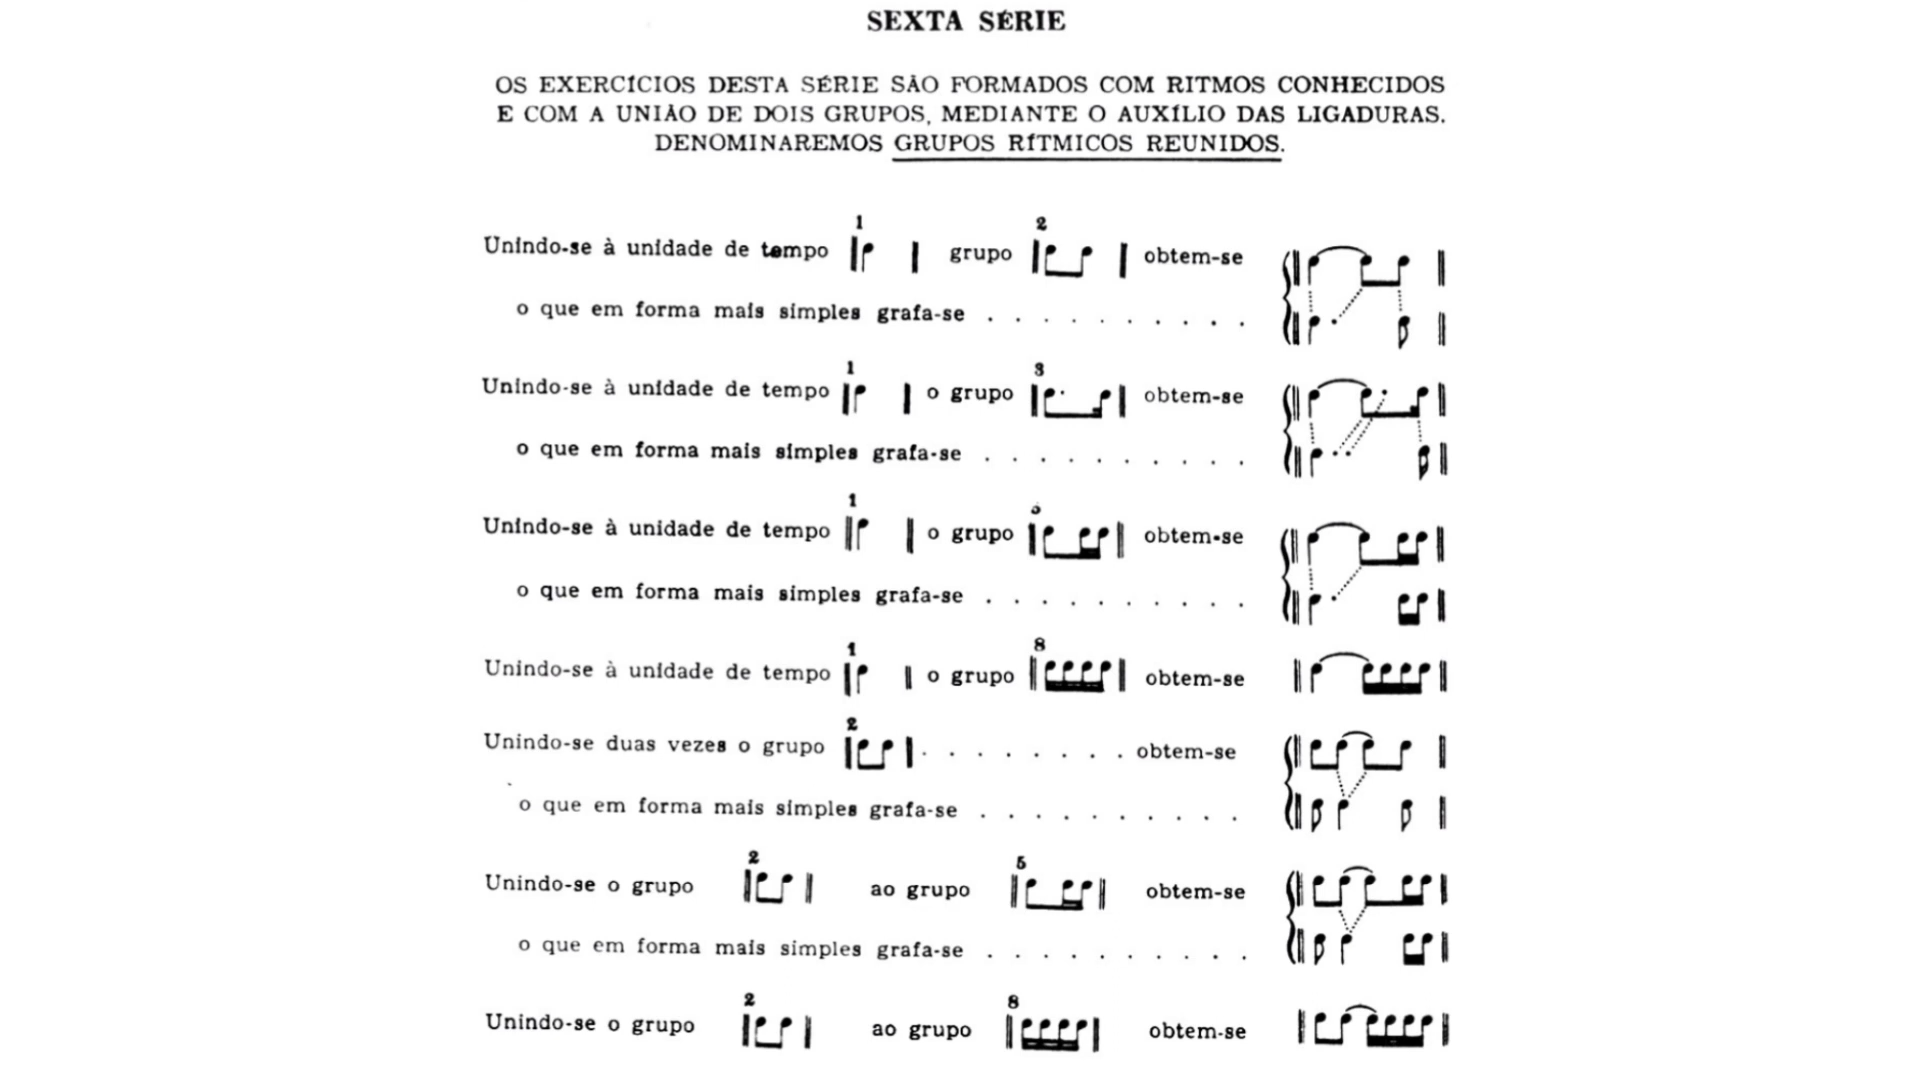 SEXTA SÉRIE
OS EXERCÍCIOS DESTA SÉRIE SÃO FORMADOS COM RITMOS CONHECIDOS
E COM A UNIÃO DE DOIS GRUPOS, MEDIANTE O AUXÍLIO DAS LIGADURAS.
DENOMINAREMOS GRUPOS RÍTMICOS REUNIDOS.
1 2
Unindo-se à unidade de tempo grupo obtem-se
o que em forma mais simples grafa-se . . . . . . . . . .
1 3
Unindo-se à unidade de tempo o grupo obtem-se
o que em forma mais simples grafa-se . . . . . . . . . .
1
Unindo-se à unidade de tempo o grupo obtem-se
o que em forma mais simples grafa-se . . . . . . . . . .
1 8
Unindo-se à unidade de tempo o grupo obtem-se
2
Unindo-se duas vezes o grupo . . . . . . . . obtem-se
o que em forma mais simples grafa-se . . . . . . . . . .
2 5
Unindo-se o grupo ao grupo obtem-se
o que em forma mais simples grafa-se . . . . . . . . . .
2 8
Unindo-se o grupo ao grupo obtem-se